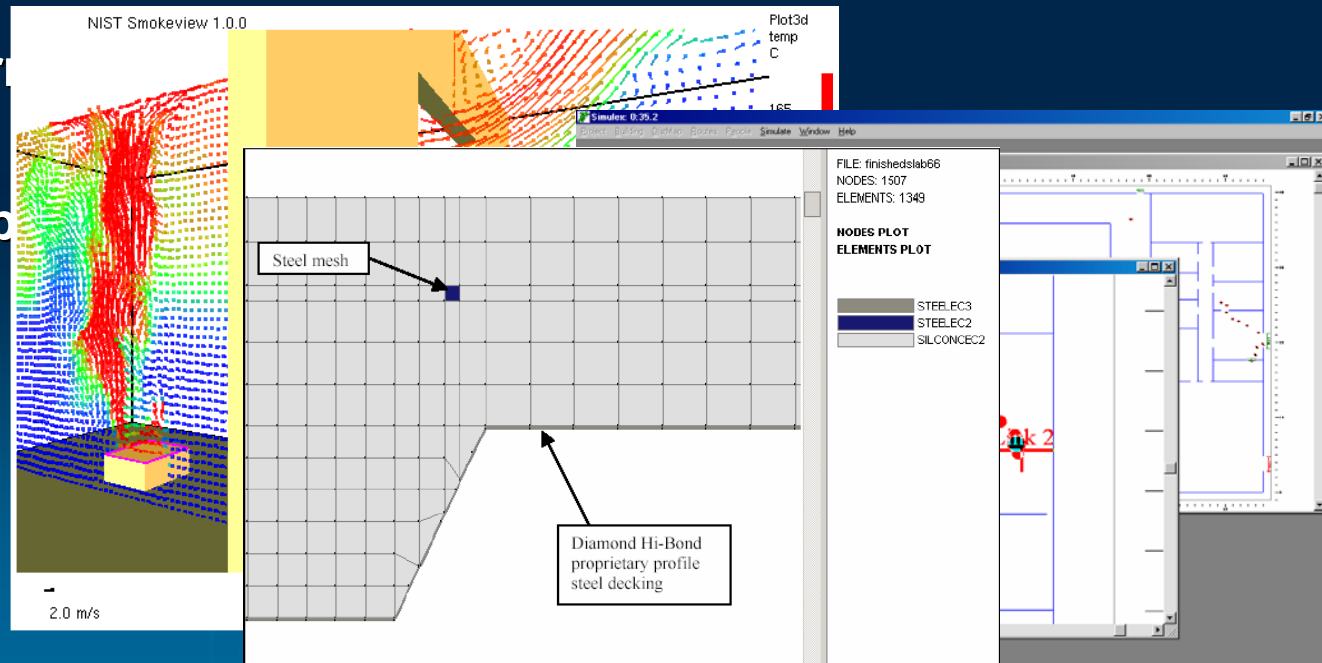 NIST Smokeview 1.0.0
Plot3d
temp
C
165
Simulex: 0:35.2
Project Building DistMap Routes People Simulate Window Help
FILE: finishedslab66
NODES: 1507
ELEMENTS: 1349
NODES PLOT
ELEMENTS PLOT
Steel mesh
STEELEC3
STEELEC2
SILCONCEC2
Diamond Hi-Bond
proprietary profile
steel decking
2.0 m/s